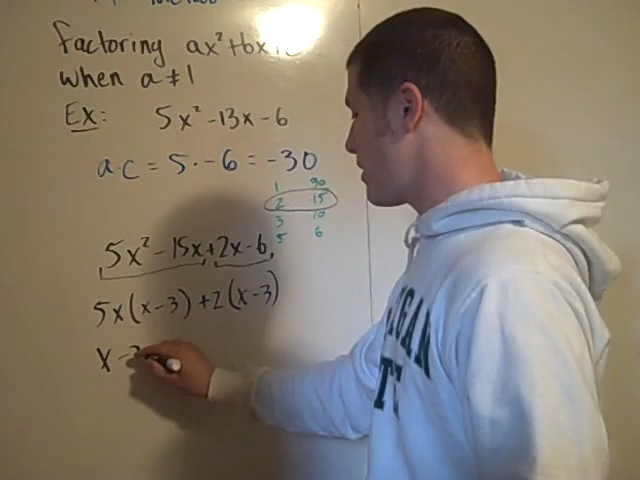 factoring ax² + bx +
when a ≠ 1
Ex: 5x² - 13x - 6
a·c = 5 · -6 = -30
1 30
2 15
3 10
5 6
5x² - 15x + 2x - 6
5x(x - 3) + 2(x - 3)
x -